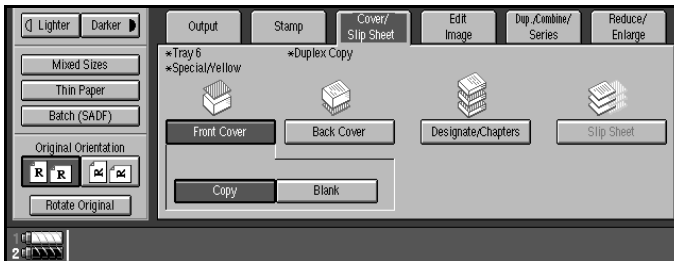 Lighter Darker
Mixed Sizes
Thin Paper
Batch (SADF)
Original Orientation
R R R R
Rotate Original
Output
Stamp
Cover/
Slip Sheet
Edit
Image
Dup./Combine/
Series
Reduce/
Enlarge
*Tray 6 *Duplex Copy
*Special/Yellow
Front Cover
Back Cover
Designate/Chapters
Slip Sheet
Copy
Blank
1
2